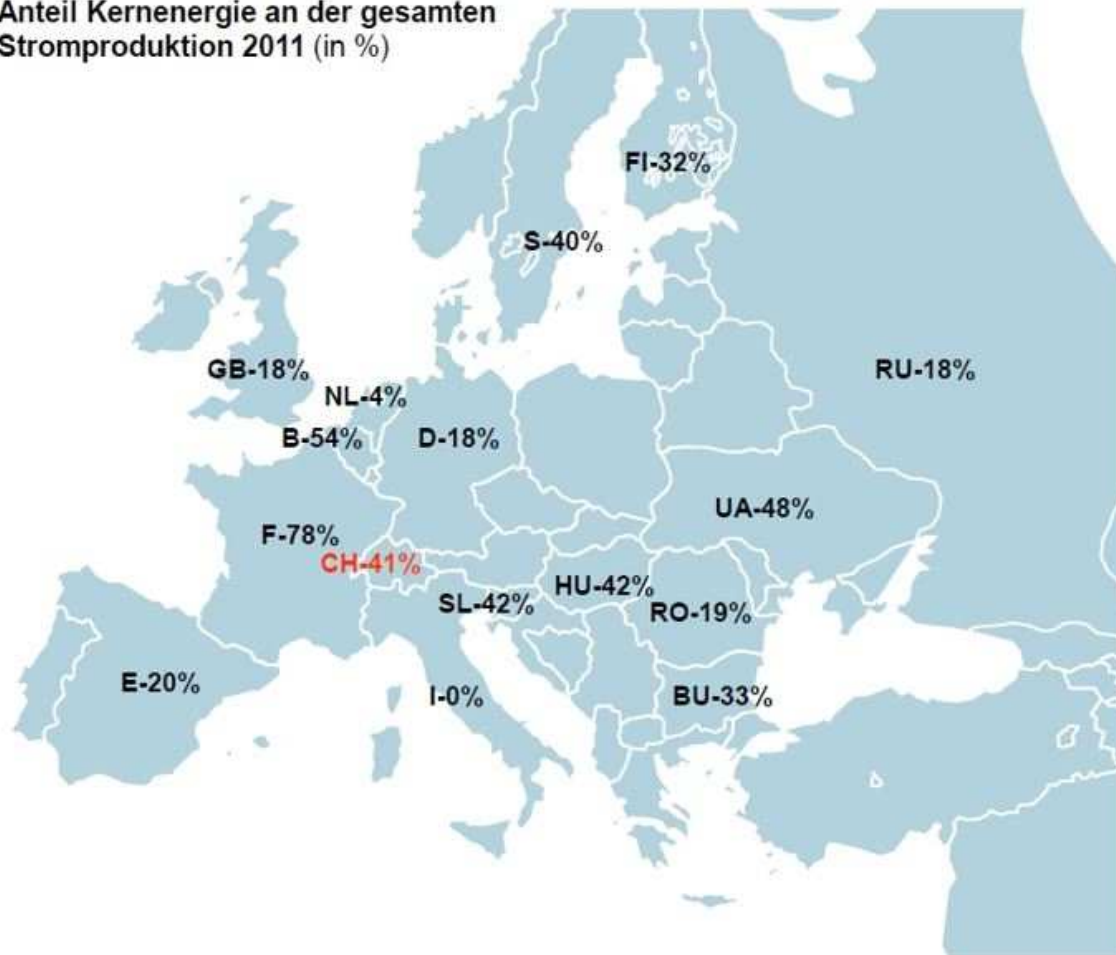 Anteil Kernenergie an der gesamten
Stromproduktion 2011 (in %)
FI-32%
S-40%
GB-18%
RU-18%
NL-4%
B-54%
D-18%
UA-48%
F-78%
CH-41%
HU-42%
SL-42%
RO-19%
E-20%
I-0%
BU-33%